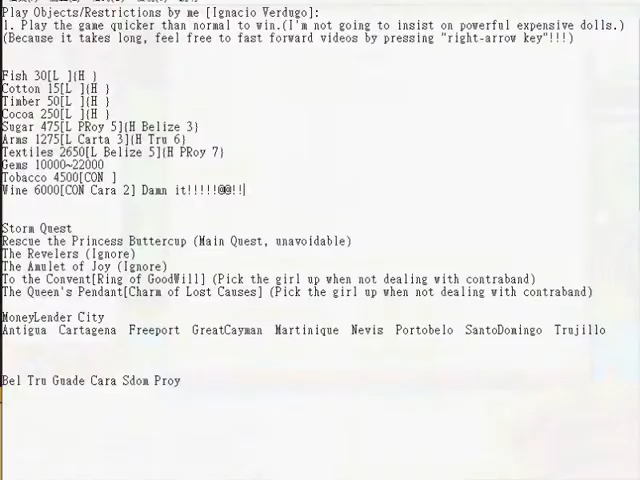 Play Objects/Restrictions by me [Ignacio Verdugo]:
1. Play the game quicker than normal to win.(I'm not going to insist on powerful expensive dolls.)
(Because it takes long, feel free to fast forward videos by pressing "right-arrow key"!!!)
Fish 30[L ]{H }
Cotton 15[L ]{H }
Timber 50[L ]{H }
Cocoa 250[L ]{H }
Sugar 475[L PRoy 5]{H Belize 3}
Arms 1275[L Carta 3]{H Tru 6}
Textiles 2650[L Belize 5]{H PRoy 7}
Gems 10000~22000
Tobacco 4500[CON ]
Wine 6000[CON Cara 2] Damn it!!!!!@@!!
Storm Quest
Rescue the Princess Buttercup (Main Quest, unavoidable)
The Revelers (Ignore)
The Amulet of Joy (Ignore)
To the Convent[Ring of GoodWill] (Pick the girl up when not dealing with contraband)
The Queen's Pendant[Charm of Lost Causes] (Pick the girl up when not dealing with contraband)
MoneyLender City
Antigua Cartagena Freeport GreatCayman Martinique Nevis Portobelo SantoDomingo Trujillo
Bel Tru Guade Cara Sdom Proy